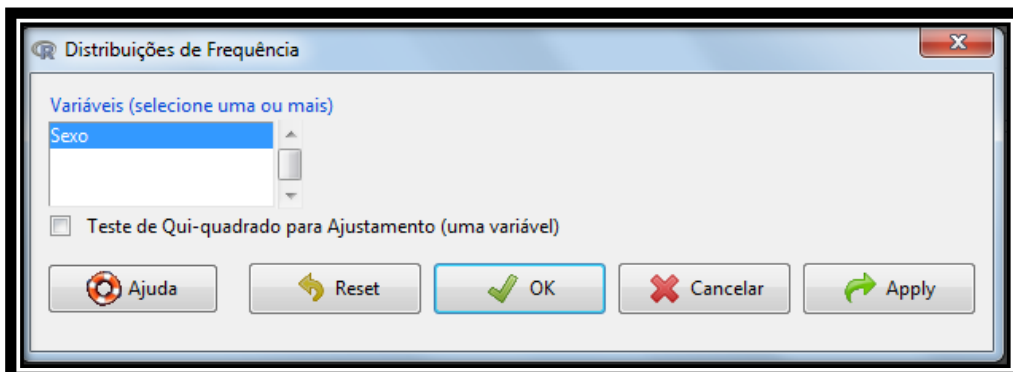 Distribuições de Frequência
Variáveis (selecione uma ou mais)
Sexo
Teste de Qui-quadrado para Ajustamento (uma variável)
Ajuda Reset OK Cancelar Apply